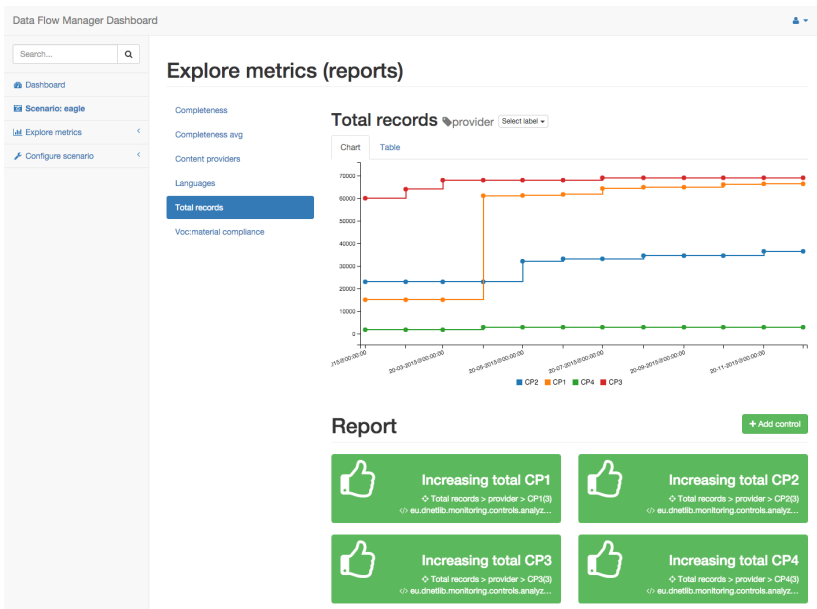 Data Flow Manager Dashboard
Search...
Dashboard
Scenario: eagle
Explore metrics
Configure scenario
Explore metrics (reports)
Completeness
Completeness avg
Content providers
Languages
Total records
Voc:material compliance
Total records provider Select label
Chart Table
70000
60000
50000
40000
30000
20000
10000
0
/15@00:00:00 20-03-2015@00:00:00 20-05-2015@00:00:00 20-07-2015@00:00:00 20-09-2015@00:00:00 20-11-2015@00:00:00
CP2 CP1 CP4 CP3
Report
+ Add control
Increasing total CP1
Total records > provider > CP1(3)
</> eu.dnetlib.monitoring.controls.analyz...
Increasing total CP2
Total records > provider > CP2(3)
</> eu.dnetlib.monitoring.controls.analyz...
Increasing total CP3
Total records > provider > CP3(3)
</> eu.dnetlib.monitoring.controls.analyz...
Increasing total CP4
Total records > provider > CP4(3)
</> eu.dnetlib.monitoring.controls.analyz...